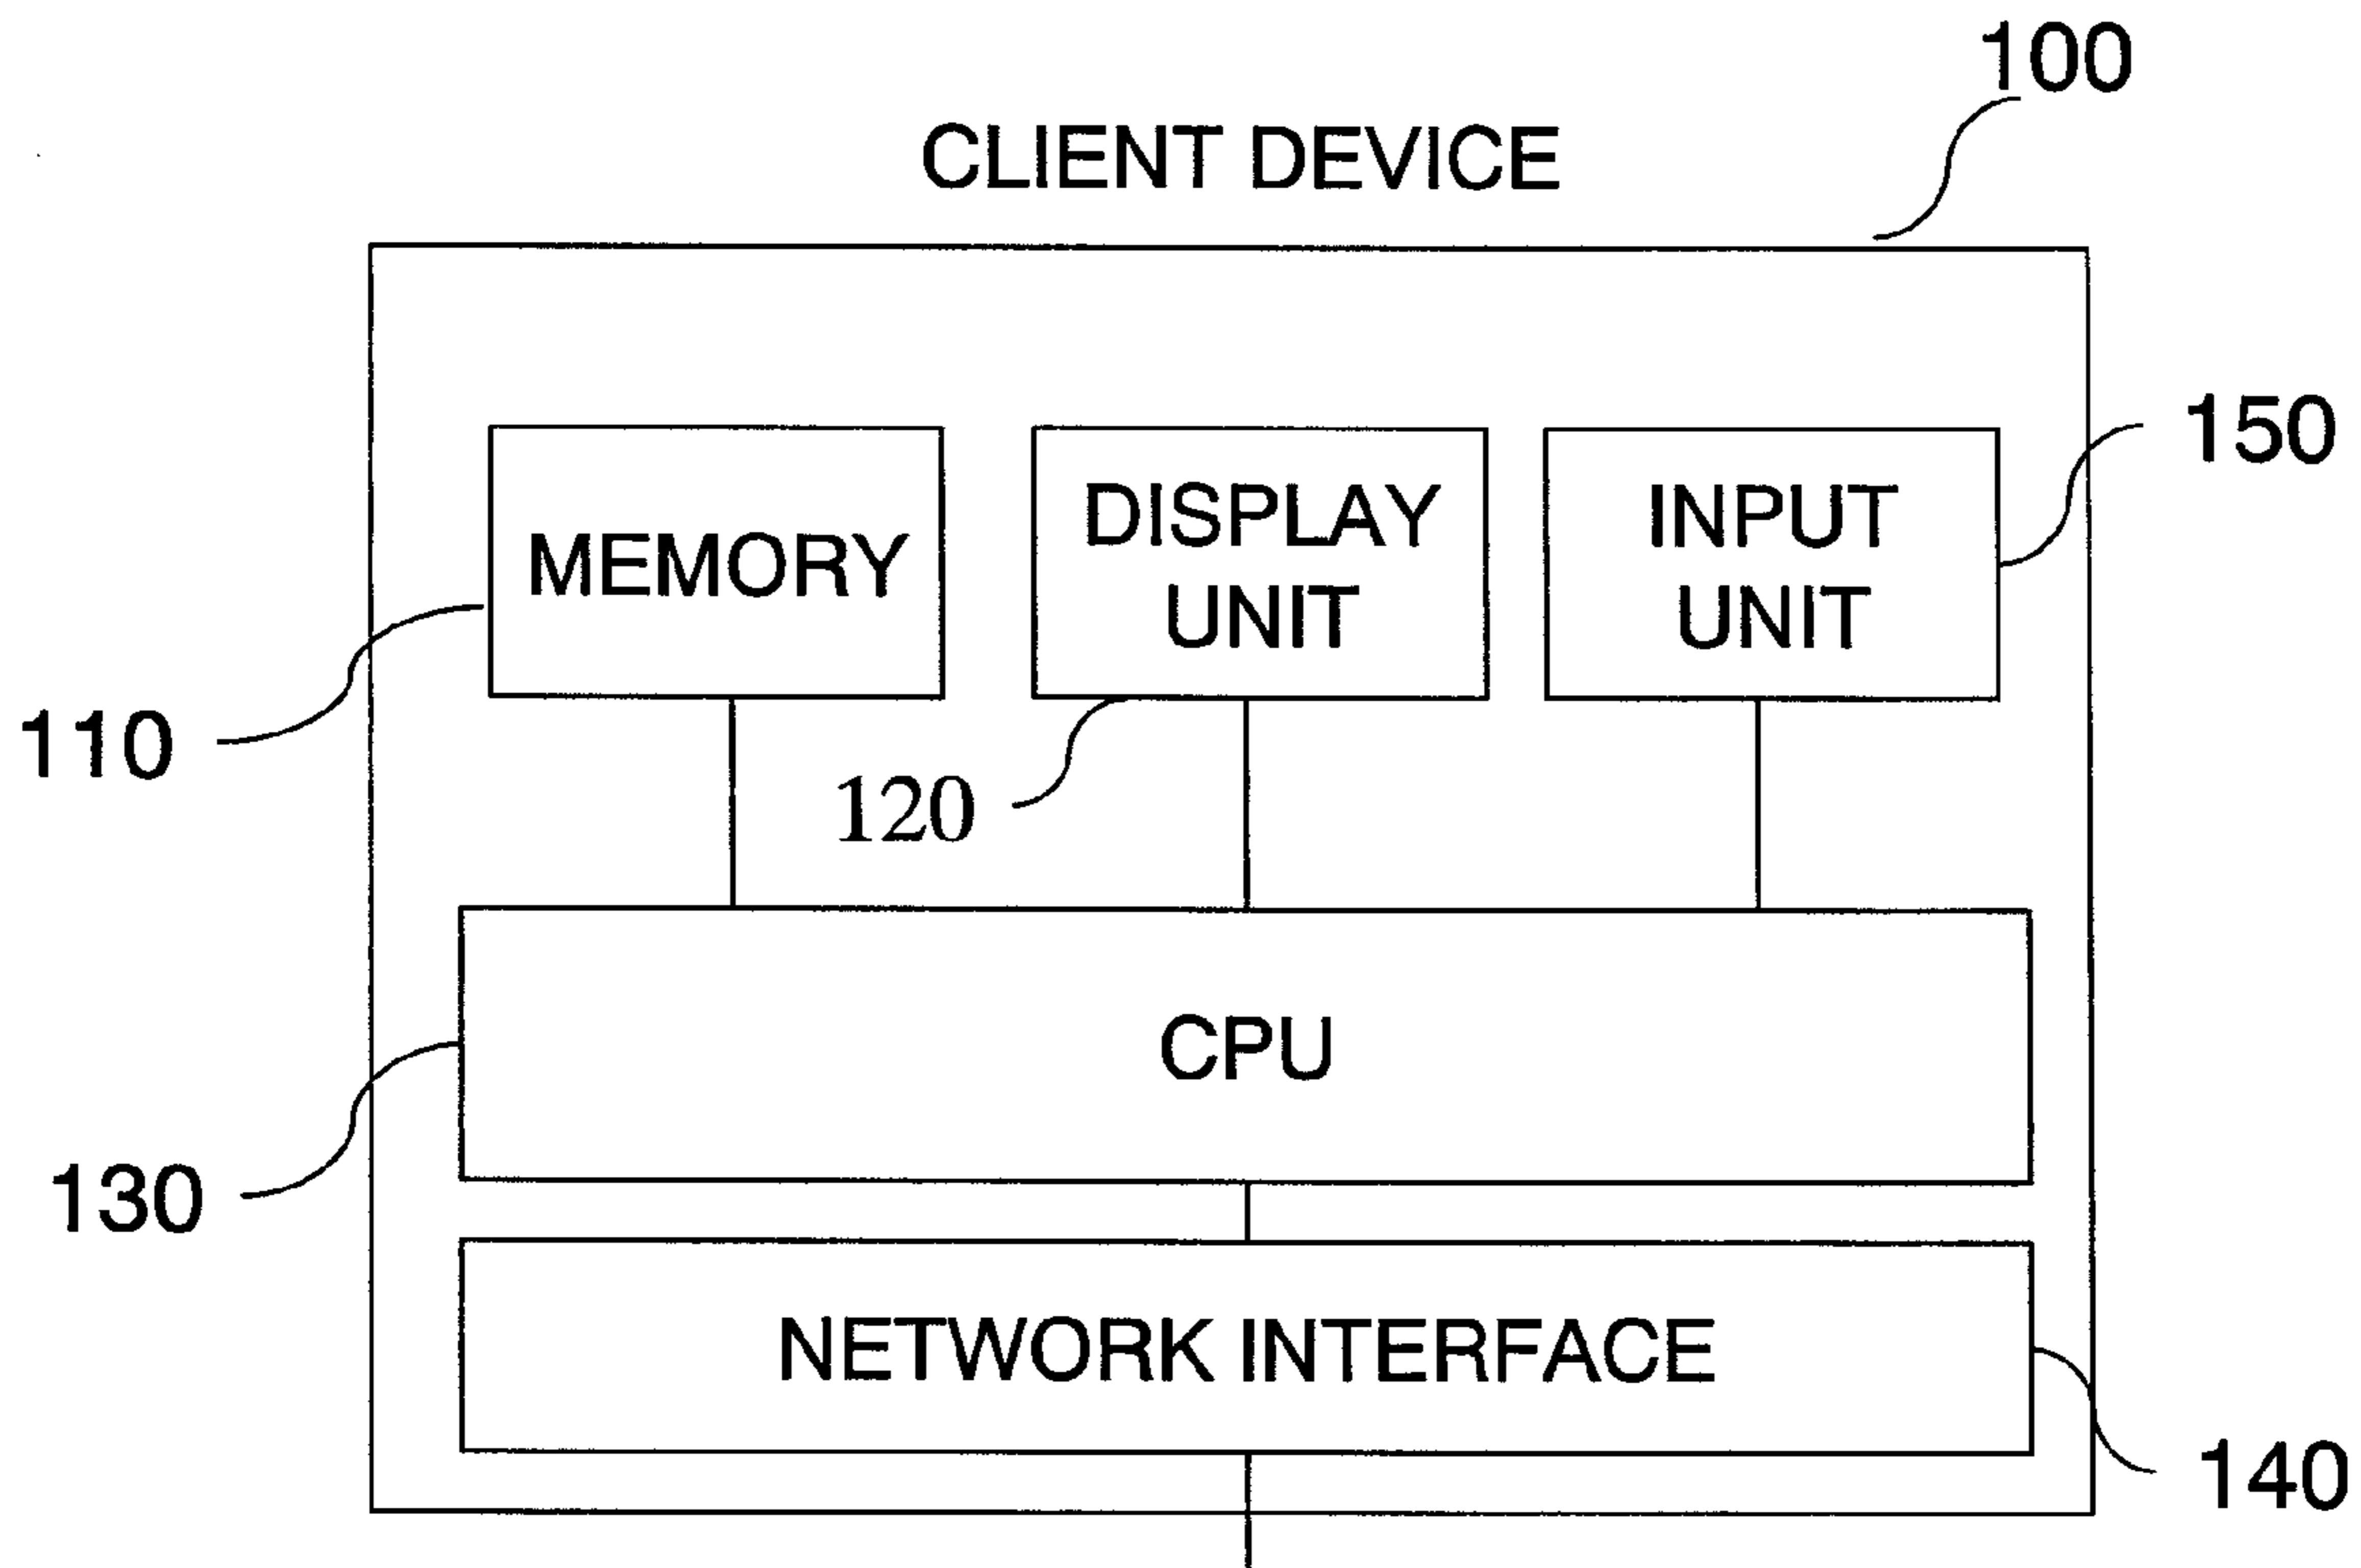 100
CLIENT DEVICE
150
MEMORY
DISPLAY
UNIT
INPUT
UNIT
110
120
CPU
130
NETWORK INTERFACE
140